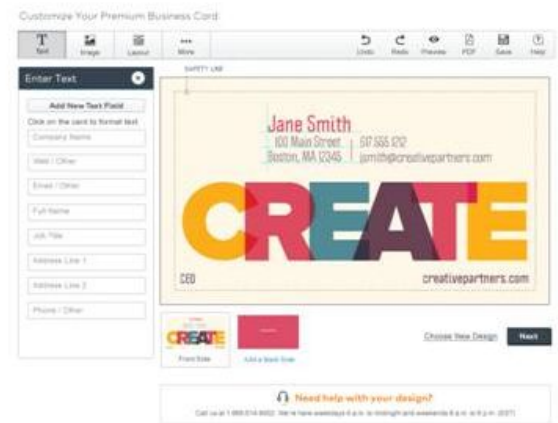 Customize Your Premium Business Card
Text
Image
Layout
More
Undo
Redo
Preview
PDF
Save
Help
Enter Text
SAFETY LINE
Add New Text Field
Click on the card to format text
Company Name
Web / Other
Email / Other
Full Name
Job Title
Address Line 1
Address Line 2
Phone / Other
Jane Smith
100 Main Street
Boston, MA 12345
617.555.1212
jsmith@creativepartners.com
CREATE
CEO
creativepartners.com
CREATE
Front Side
Add a Back Side
Choose New Design
Next
Need help with your design?